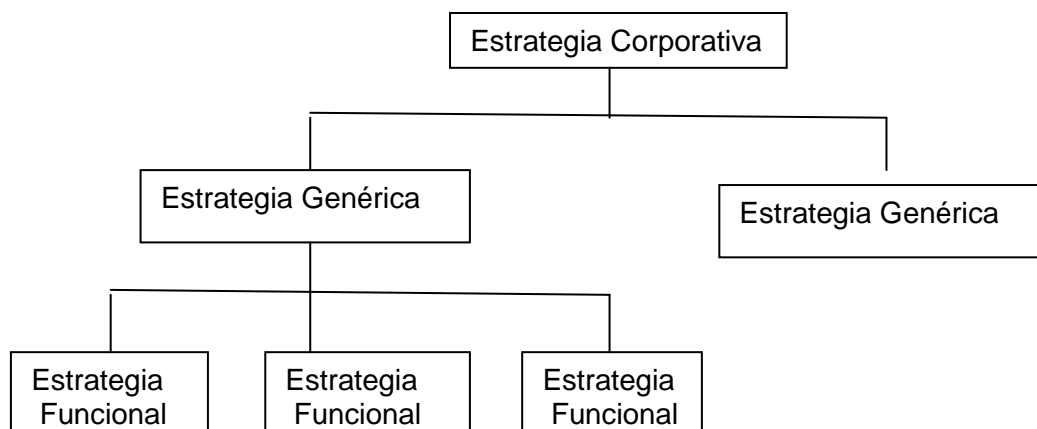 Estrategia Corporativa
Estrategia Genérica
Estrategia Genérica
Estrategia
Funcional
Estrategia
Funcional
Estrategia
Funcional